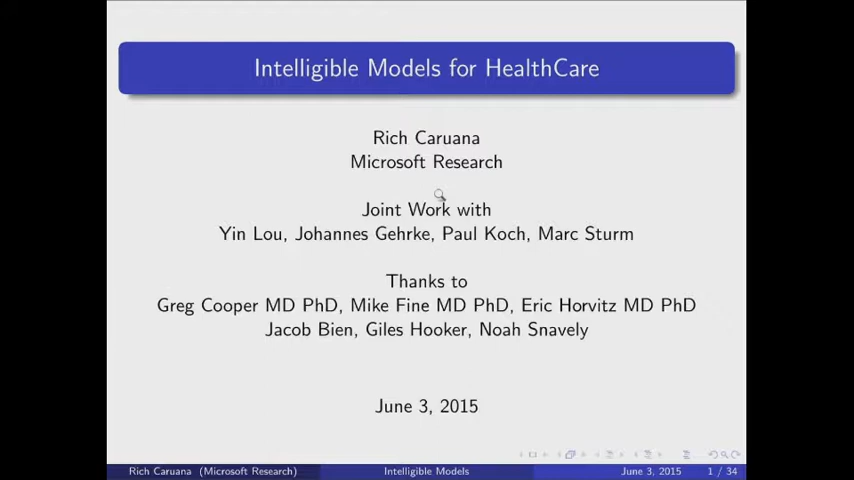 Intelligible Models for HealthCare
Rich Caruana
Microsoft Research
Joint Work with
Yin Lou, Johannes Gehrke, Paul Koch, Marc Sturm
Thanks to
Greg Cooper MD PhD, Mike Fine MD PhD, Eric Horvitz MD PhD
Jacob Bien, Giles Hooker, Noah Snavely
June 3, 2015
Rich Caruana (Microsoft Research) Intelligible Models June 3, 2015 1 / 34